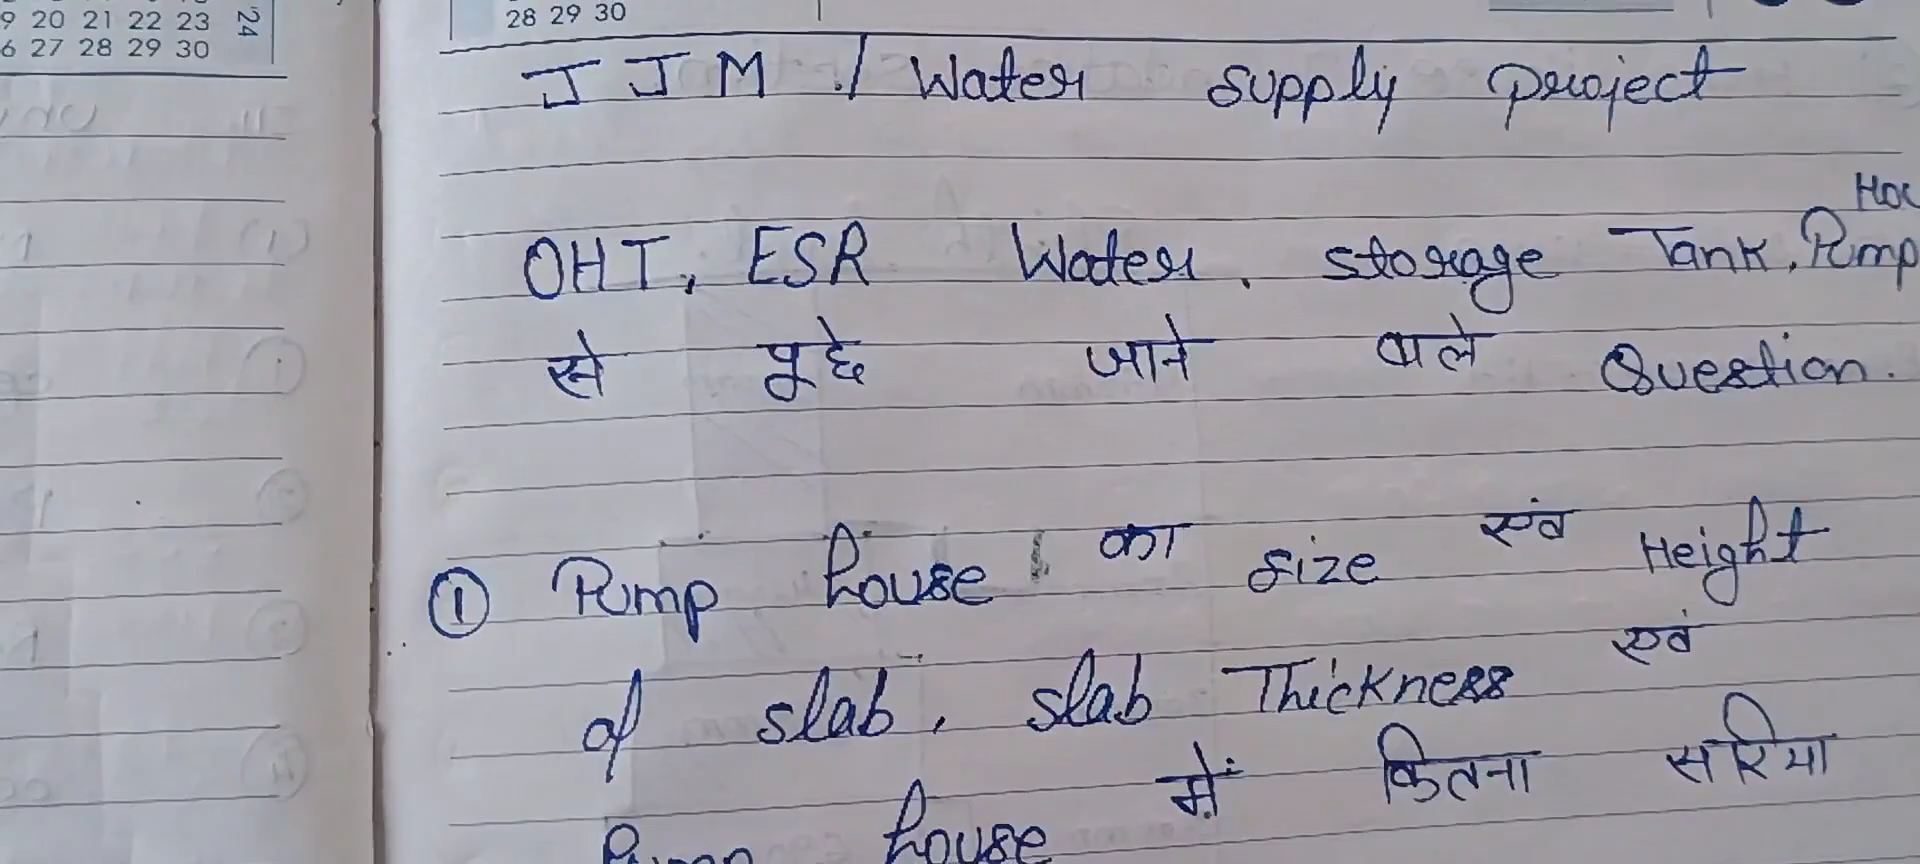 9 20 21 22 23
6 27 28 29 30
24
28 29 30
J J M ./ Water supply project
OHT, ESR Water, storage Tank, Pump
से पूछे जाने वाले Question.
① Pump house का size एवं Height
of slab, slab Thickness एवं
Pump house में कितना सरिया